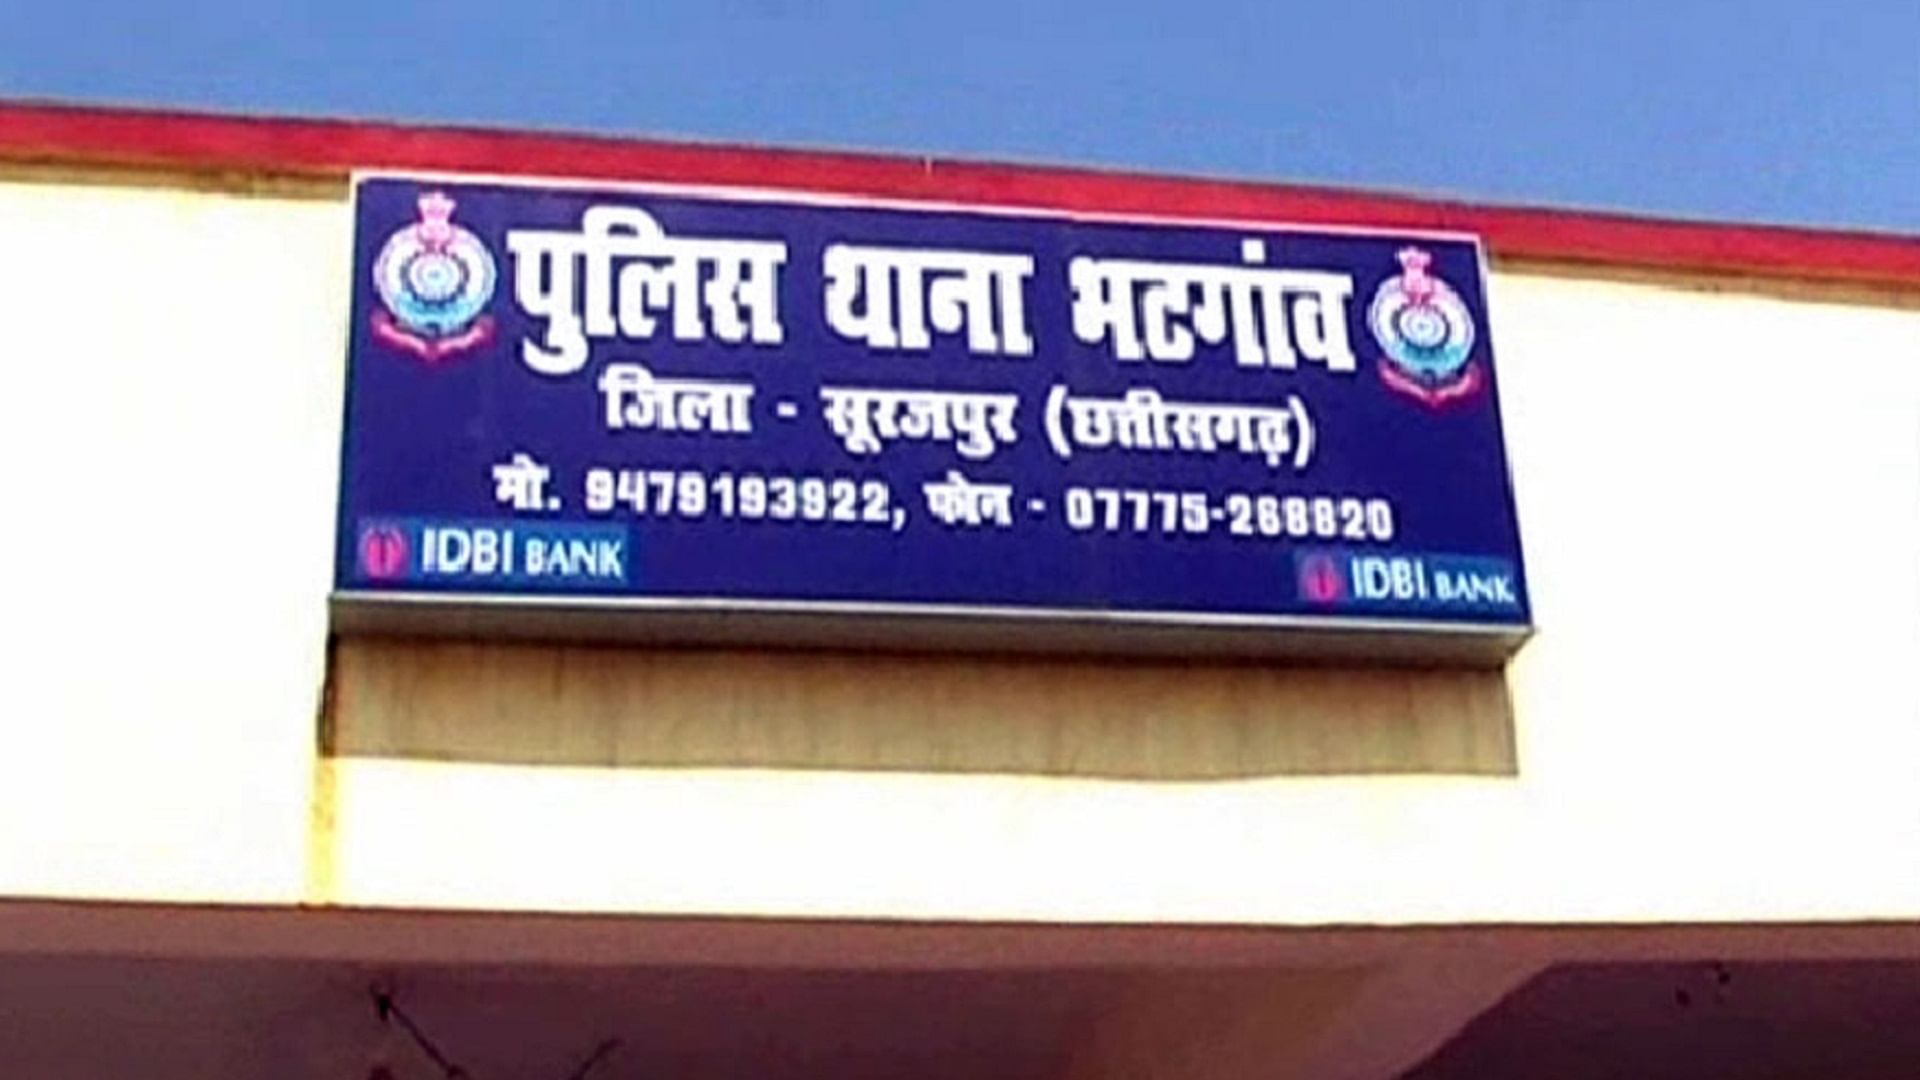 पुलिस थाना भटगांव
जिला - सूरजपुर (छत्तीसगढ़)
मो. 9479193922, फोन - 07775-268820
IDBI BANK
IDBI BANK